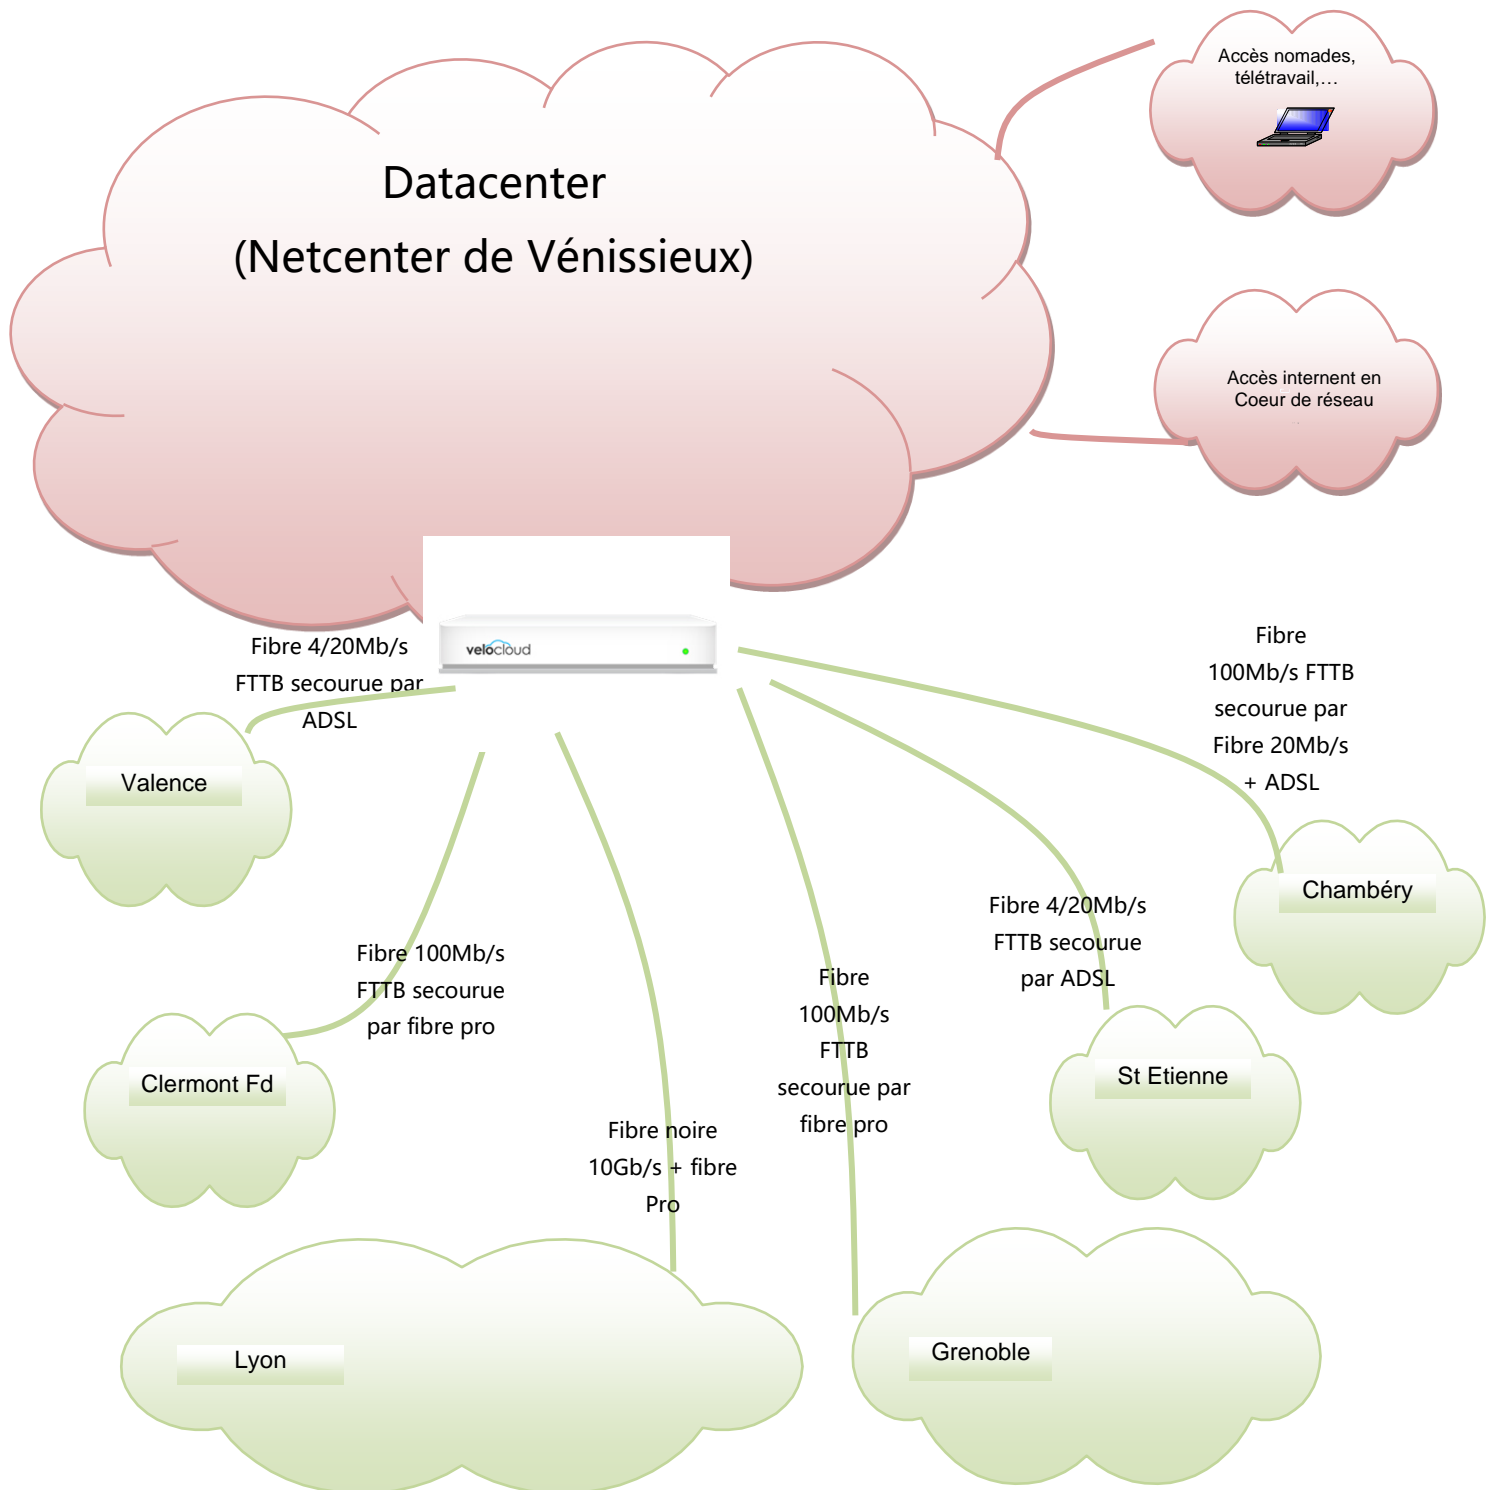 Accès nomades,
télétravail,…
Datacenter
(Netcenter de Vénissieux)
Accès internent en
Coeur de réseau
velocloud
Fibre 4/20Mb/s
FTTB secourue par
ADSL
Fibre
100Mb/s FTTB
secourue par
Fibre 20Mb/s
+ ADSL
Valence
Chambéry
Fibre 4/20Mb/s
FTTB secourue
par ADSL
Fibre 100Mb/s
FTTB secourue
par fibre pro
Fibre
100Mb/s
FTTB
secourue par
fibre pro
St Etienne
Clermont Fd
Fibre noire
10Gb/s + fibre
Pro
Lyon
Grenoble